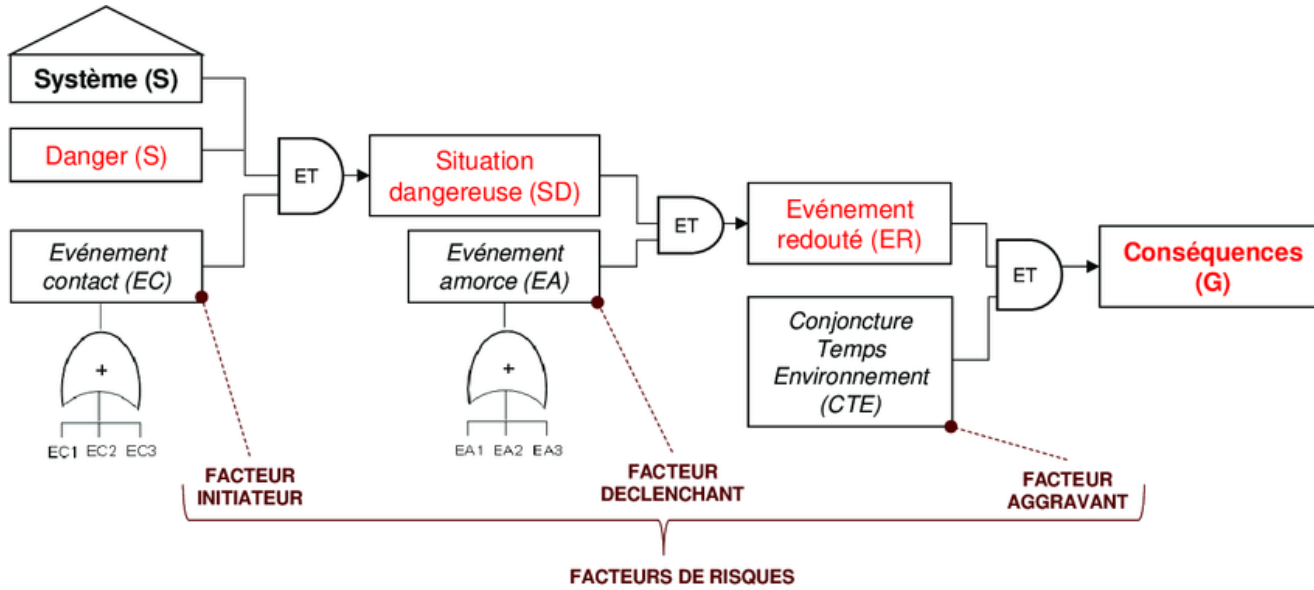 Système (S)
Danger (S)
ET
Situation
dangereuse (SD)
ET
Evénement
redouté (ER)
ET
Conséquences
(G)
Evénement
contact (EC)
Evénement
amorce (EA)
Conjoncture
Temps
Environnement
(CTE)
+
EC1 EC2 EC3
+
EA1 EA2 EA3
FACTEUR
INITIATEUR
FACTEUR
DECLENCHANT
FACTEUR
AGGRAVANT
FACTEURS DE RISQUES